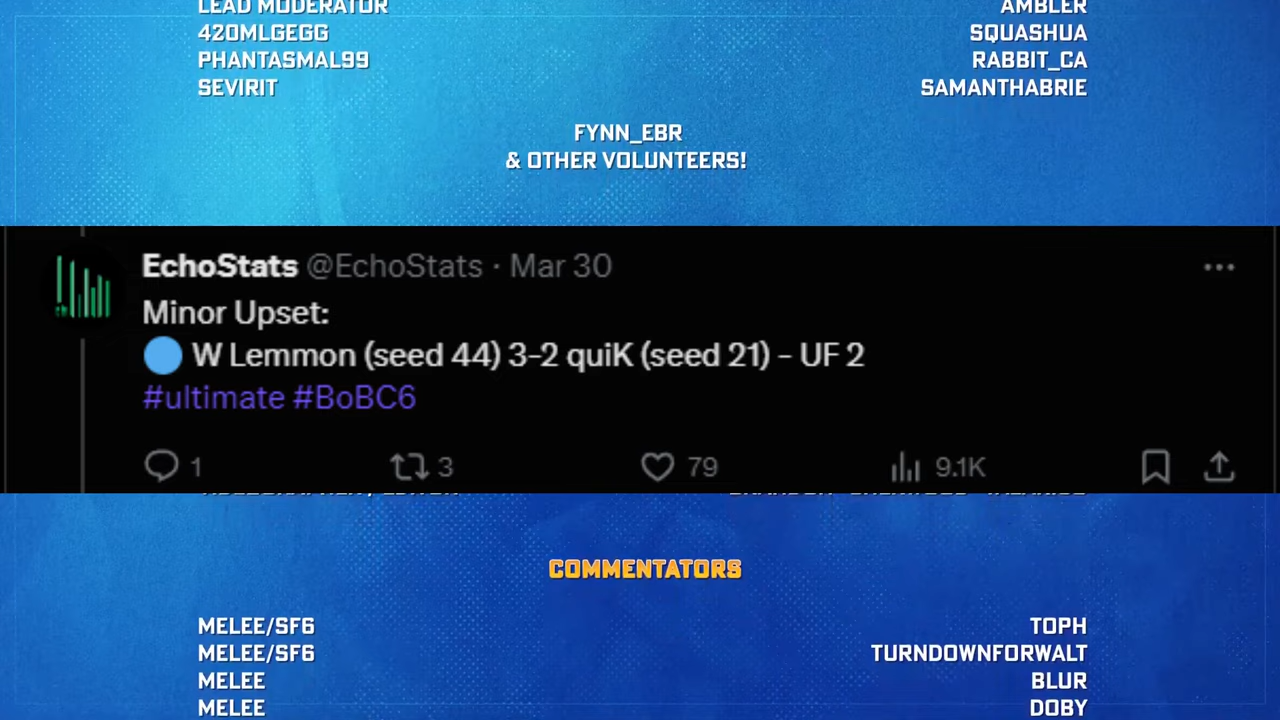 LEAD MODERATOR AMBLER
420MLGEGG SQUASHUA
PHANTASMAL99 RABBIT_CA
SEVIRIT SAMANTHABRIE
FYNN_EBR
& OTHER VOLUNTEERS!
EchoStats @EchoStats · Mar 30
Minor Upset:
W Lemmon (seed 44) 3-2 quiK (seed 21) - UF 2
#ultimate #BoBC6
1 3 79 9.1K
COMMENTATORS
MELEE/SF6 TOPH
MELEE/SF6 TURNDOWNFORWALT
MELEE BLUR
MELEE DOBY